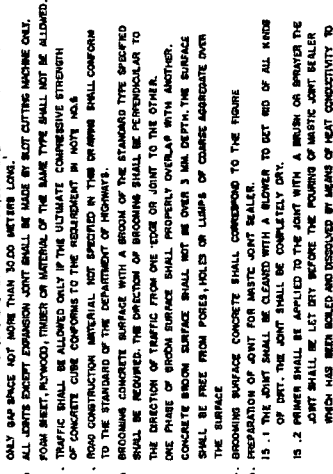 ONLY GAP SPACE NOT MORE THAN 30.00 METERS LONG.
ALL JOINTS EXCEPT EXPANSION JOINT SHALL BE MADE BY SLOT CUTTING MACHINE ONLY.
FOAM SHEET, PLYWOOD, TIMBER OR MATERIAL OF THE SAME TYPE SHALL NOT BE ALLOWED.
TRAFFIC SHALL BE ALLOWED ONLY IF THE ULTIMATE COMPRESSIVE STRENGTH
OF CONCRETE CUBE CONFORMS TO THE REQUIREMENT IN NOTE NO.6
ROAD CONSTRUCTION MATERIAL NOT SPECIFIED IN THIS DRAWING SHALL CONFORM
TO THE STANDARD OF THE DEPARTMENT OF HIGHWAYS.
BROOMING CONCRETE SURFACE WITH A BROOM OF THE STANDARD TYPE SPECIFIED
SHALL BE REQUIRED. THE DIRECTION OF BROOMING SHALL BE PERPENDICULAR TO
THE DIRECTION OF TRAFFIC FROM ONE EDGE OR JOINT TO THE OTHER.
ONE PHASE OF BROOM SURFACE SHALL PROPERLY OVERLAP WITH ANOTHER.
CONCRETE BROOM SURFACE SHALL NOT BE OVER 3 MM. DEPTH. THE SURFACE
SHALL BE FREE FROM PORES, HOLES OR LUMPS OF COARSE AGGREGATE OVER
THE SURFACE
BROOMING SURFACE CONCRETE SHALL CORRESPOND TO THE FIGURE
PREPARATION OF JOINT FOR MASTIC JOINT SEALER.
15.1 THE JOINT SHALL BE CLEANED WITH A BLOWER TO GET RID OF ALL KINDS
OF DIRT. THE JOINT SHALL BE COMPLETELY DRY.
15.2 PRIMER SHALL BE APPLIED TO THE JOINT WITH A BRUSH OR SPRAYER THE
JOINT SHALL BE LET DRY BEFORE THE POURING OF MASTIC JOINT SEALER
WHICH HAS BEEN BOILED AND DISSOLVED BY MEANS OF HEAT CONDUCTIVITY TO